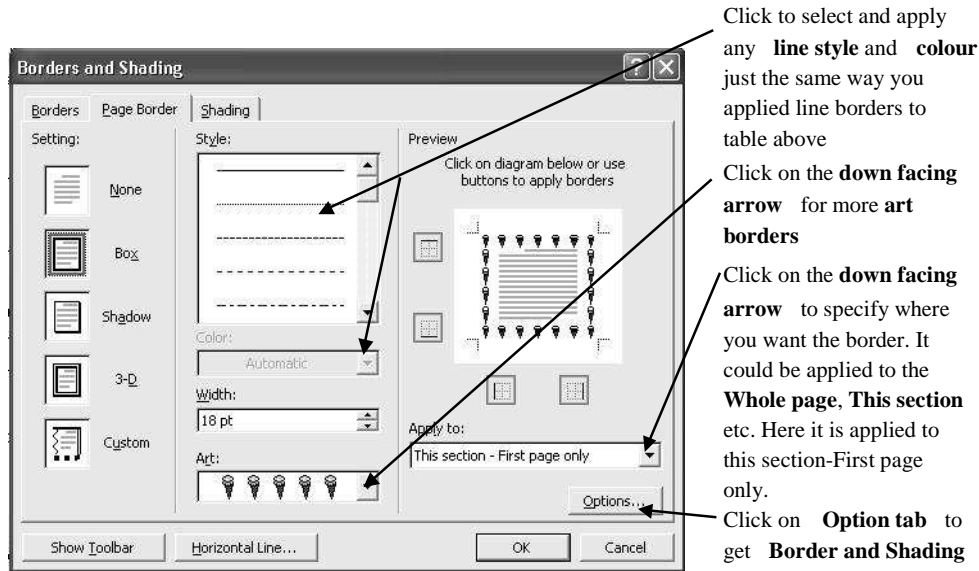 Borders and Shading
Borders
Page Border
Shading
Setting:
None
Box
Shadow
3-D
Custom
Style:
Color:
Automatic
Width:
18 pt
Art:
Preview
Click on diagram below or use
buttons to apply borders
Apply to:
This section - First page only
Options...
Show Toolbar
Horizontal Line...
OK
Cancel
Click to select and apply
any line style and colour
just the same way you
applied line borders to
table above
Click on the down facing
arrow for more art
borders
Click on the down facing
arrow to specify where
you want the border. It
could be applied to the
Whole page, This section
etc. Here it is applied to
this section-First page
only.
Click on Option tab to
get Border and Shading